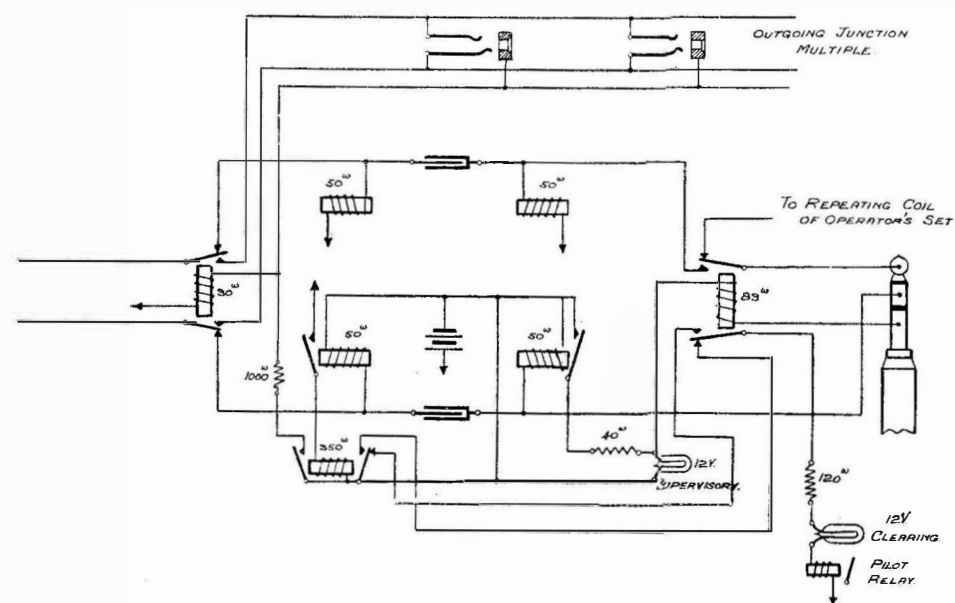 OUTGOING JUNCTION
MULTIPLE.
50ω
50ω
TO REPEATING COIL
OF OPERATOR'S SET
30ω
83ω
50ω
50ω
1000ω
350ω
40ω
12V.
SUPERVISORY.
120ω
12V.
CLEARING.
PILOT
RELAY.